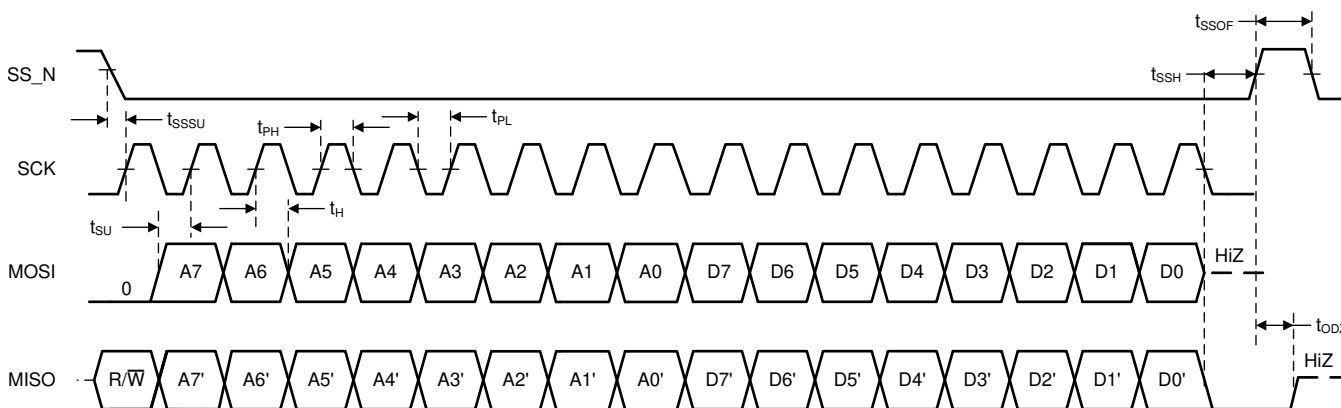 tSSOF
SS_N
tSSH
tSSSU
tPH
tPL
SCK
tSU
tH
MOSI
0 A7 A6 A5 A4 A3 A2 A1 A0 D7 D6 D5 D4 D3 D2 D1 D0 HiZ
tODZ
MISO
R/W̅ A7' A6' A5' A4' A3' A2' A1' A0' D7' D6' D5' D4' D3' D2' D1' D0' HiZ